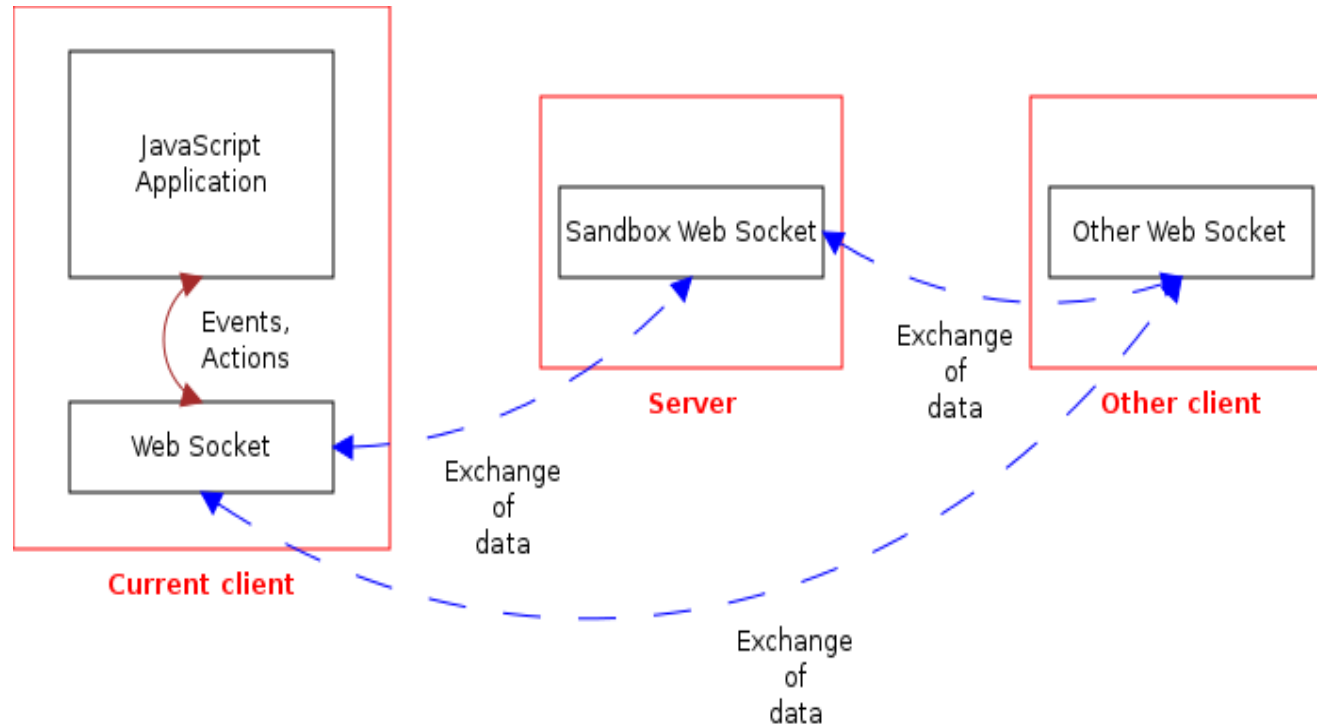 JavaScript
Application
Events,
Actions
Web Socket
Current client
Sandbox Web Socket
Server
Other Web Socket
Other client
Exchange
of
data
Exchange
of
data
Exchange
of
data